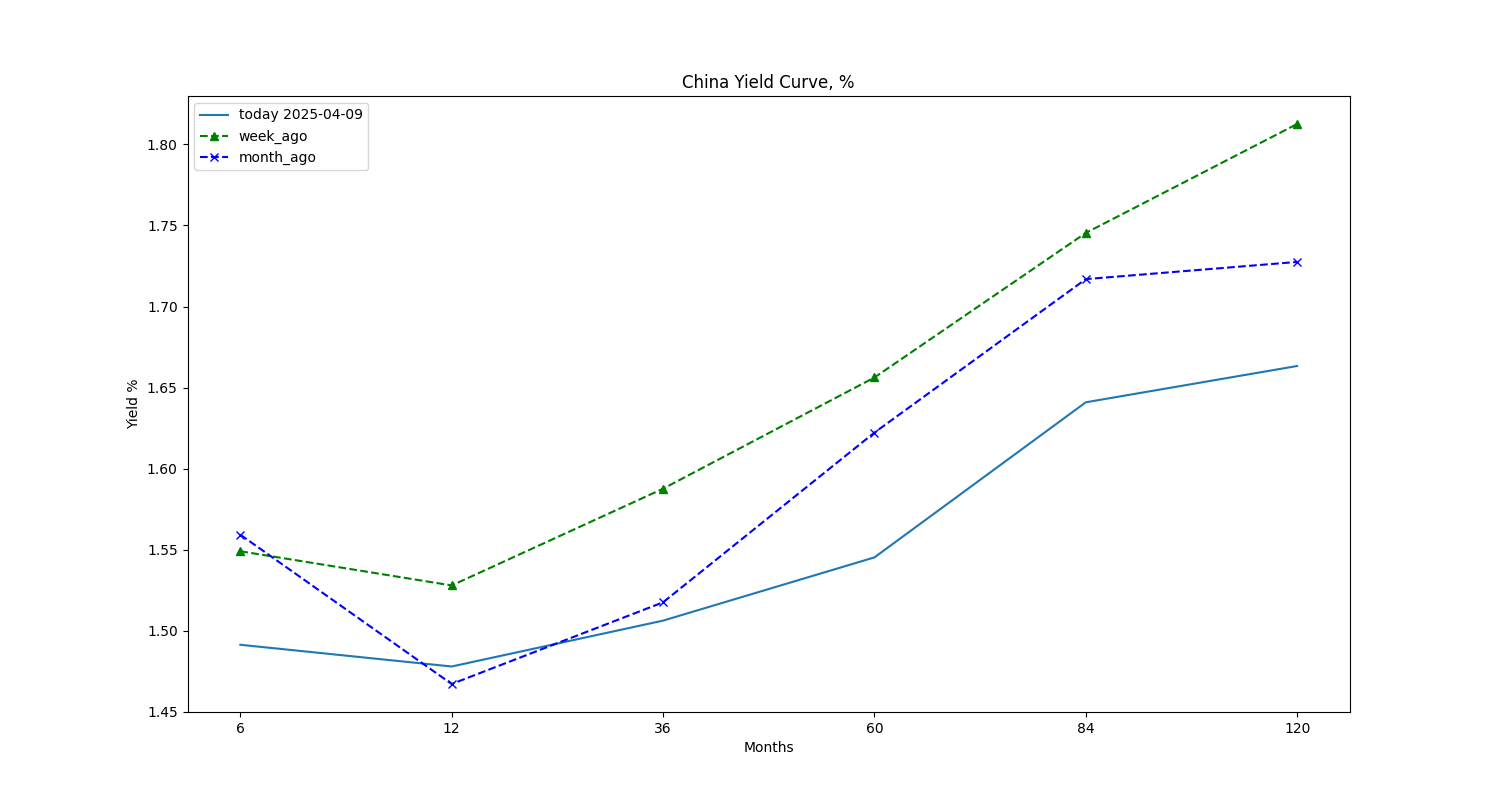 China Yield Curve, %
today 2025-04-09
week_ago
month_ago
1.80
1.75
1.70
1.65
1.60
1.55
1.50
1.45
Yield %
6 12 36 60 84 120
Months